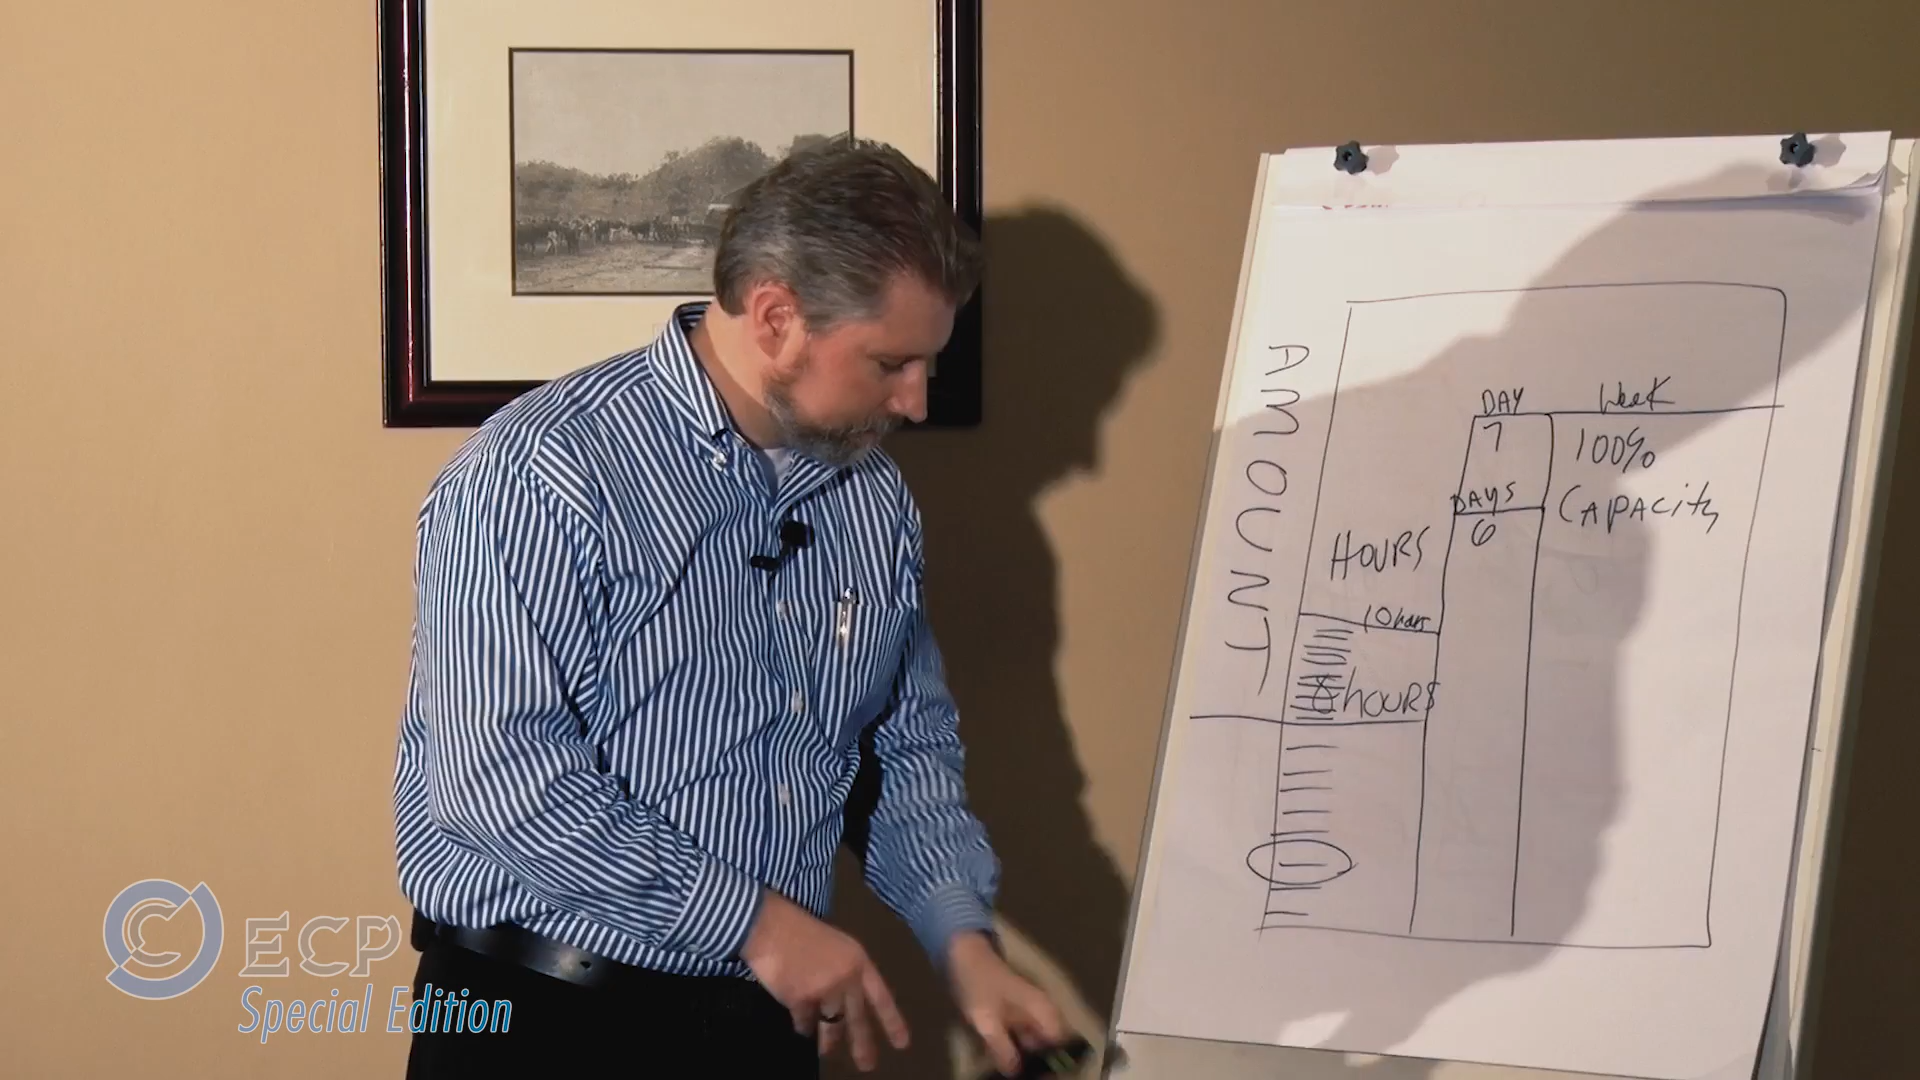 DAY Week
7 100%
DAYS CAPACITY
6
HOURS
10 hours
8 hours
AMOUNT
ECP
Special Edition